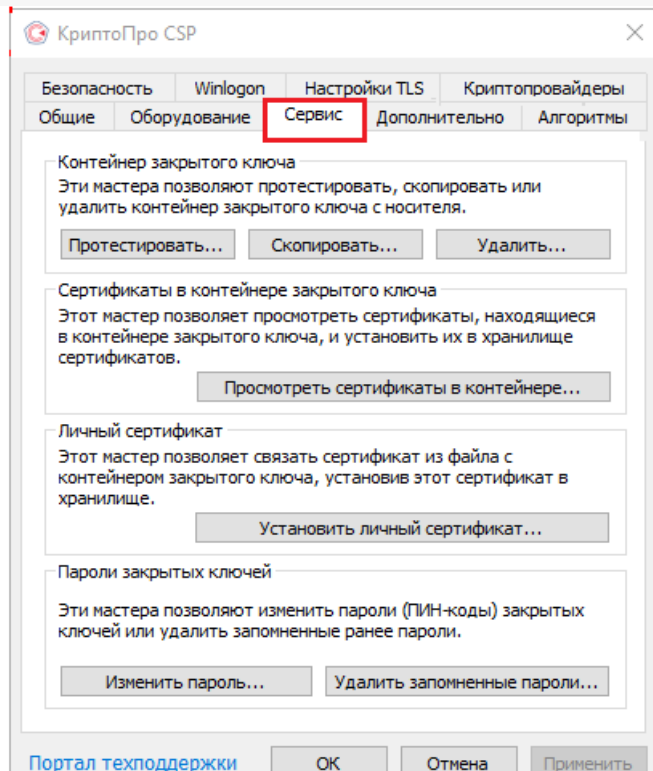 КриптоПро CSP
Безопасность Winlogon Настройки TLS Криптопровайдеры
Общие Оборудование Сервис Дополнительно Алгоритмы
Контейнер закрытого ключа
Эти мастера позволяют протестировать, скопировать или
удалить контейнер закрытого ключа с носителя.
Протестировать... Скопировать... Удалить...
Сертификаты в контейнере закрытого ключа
Этот мастер позволяет просмотреть сертификаты, находящиеся
в контейнере закрытого ключа, и установить их в хранилище
сертификатов.
Просмотреть сертификаты в контейнере...
Личный сертификат
Этот мастер позволяет связать сертификат из файла с
контейнером закрытого ключа, установив этот сертификат в
хранилище.
Установить личный сертификат...
Пароли закрытых ключей
Эти мастера позволяют изменить пароли (ПИН-коды) закрытых
ключей или удалить запомненные ранее пароли.
Изменить пароль... Удалить запомненные пароли...
Портал техподдержки ОК Отмена Применить